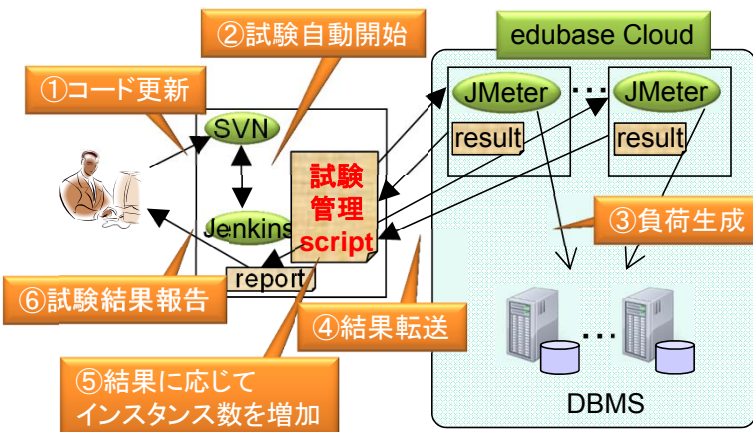 ②試験自動開始
edubase Cloud
①コード更新
SVN
JMeter
…
JMeter
result
result
試験
管理
script
Jenkins
③負荷生成
report
⑥試験結果報告
④結果転送
…
⑤結果に応じて
インスタンス数を増加
DBMS